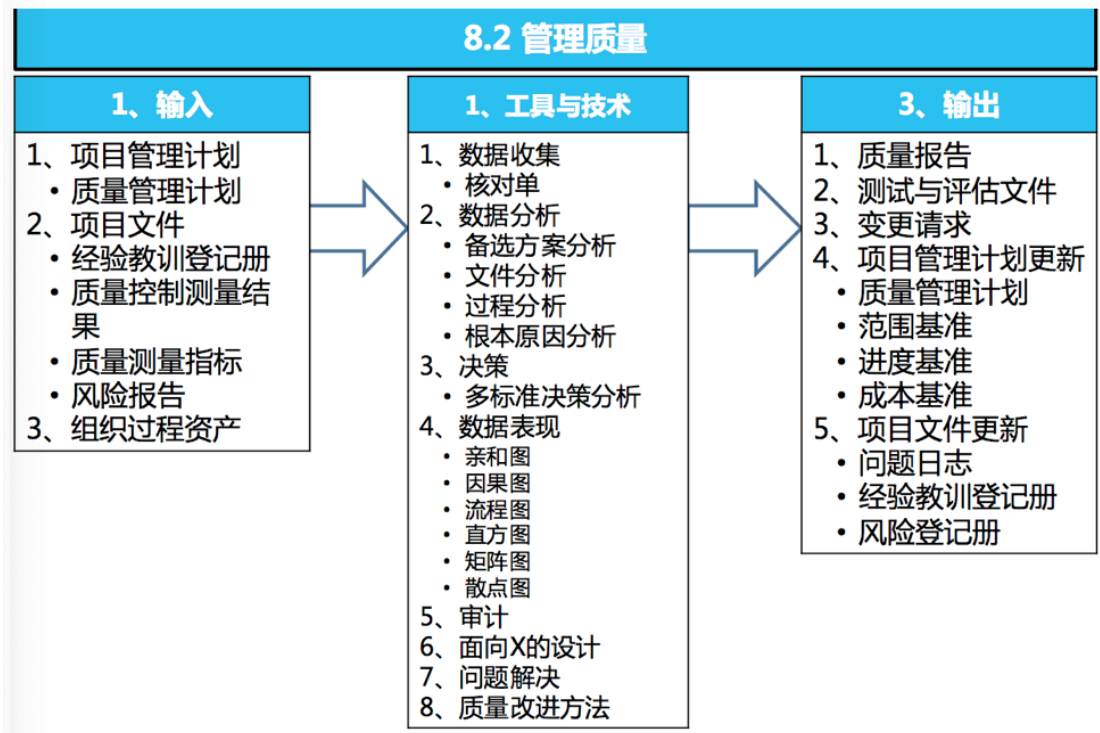 8.2 管理质量
1、输入
1、项目管理计划
• 质量管理计划
2、项目文件
• 经验教训登记册
• 质量控制测量结
果
• 质量测量指标
• 风险报告
3、组织过程资产
1、工具与技术
1、数据收集
• 核对单
2、数据分析
• 备选方案分析
• 文件分析
• 过程分析
• 根本原因分析
3、决策
• 多标准决策分析
4、数据表现
• 亲和图
• 因果图
• 流程图
• 直方图
• 矩阵图
• 散点图
5、审计
6、面向X的设计
7、问题解决
8、质量改进方法
3、输出
1、质量报告
2、测试与评估文件
3、变更请求
4、项目管理计划更新
• 质量管理计划
• 范围基准
• 进度基准
• 成本基准
5、项目文件更新
• 问题日志
• 经验教训登记册
• 风险登记册